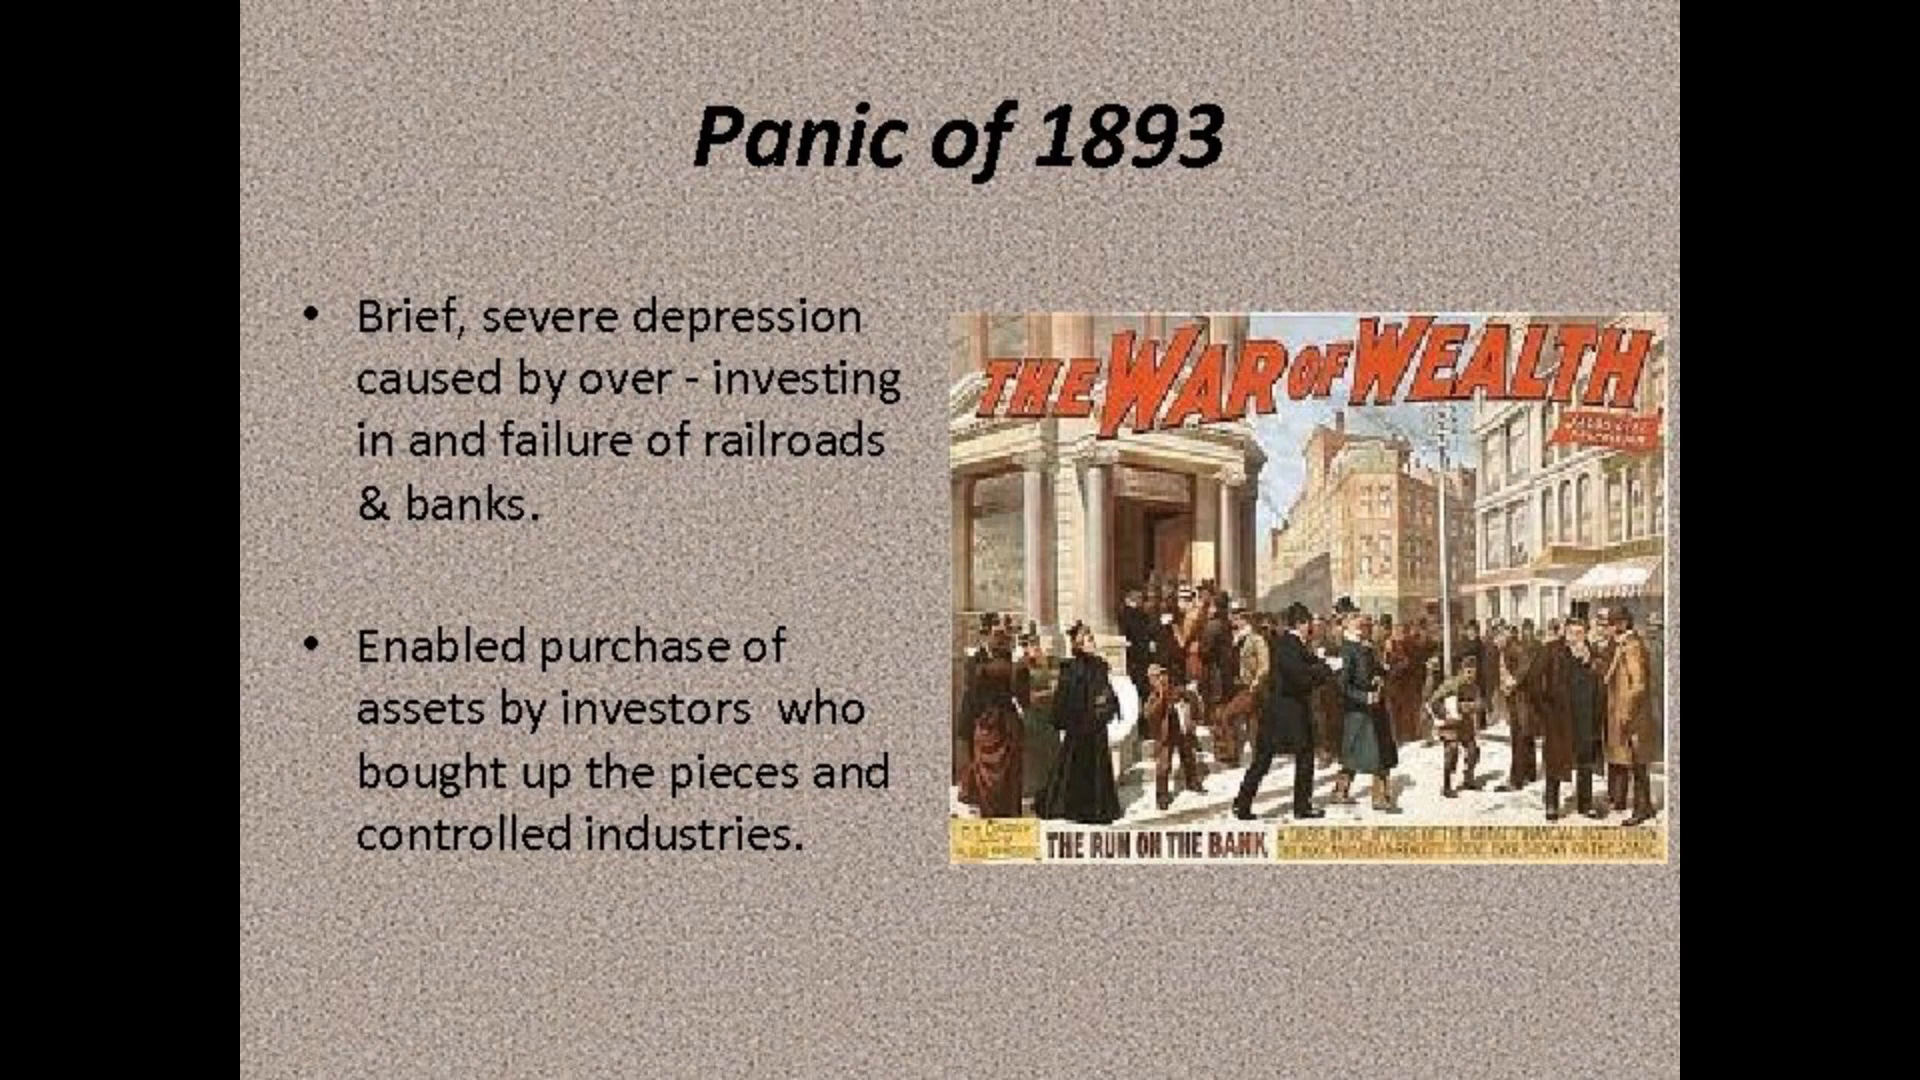 Panic of 1893
• Brief, severe depression
caused by over - investing
in and failure of railroads
& banks.
• Enabled purchase of
assets by investors  who
bought up the pieces and
controlled industries.
THE WAR OF WEALTH
THE RUN ON THE BANK